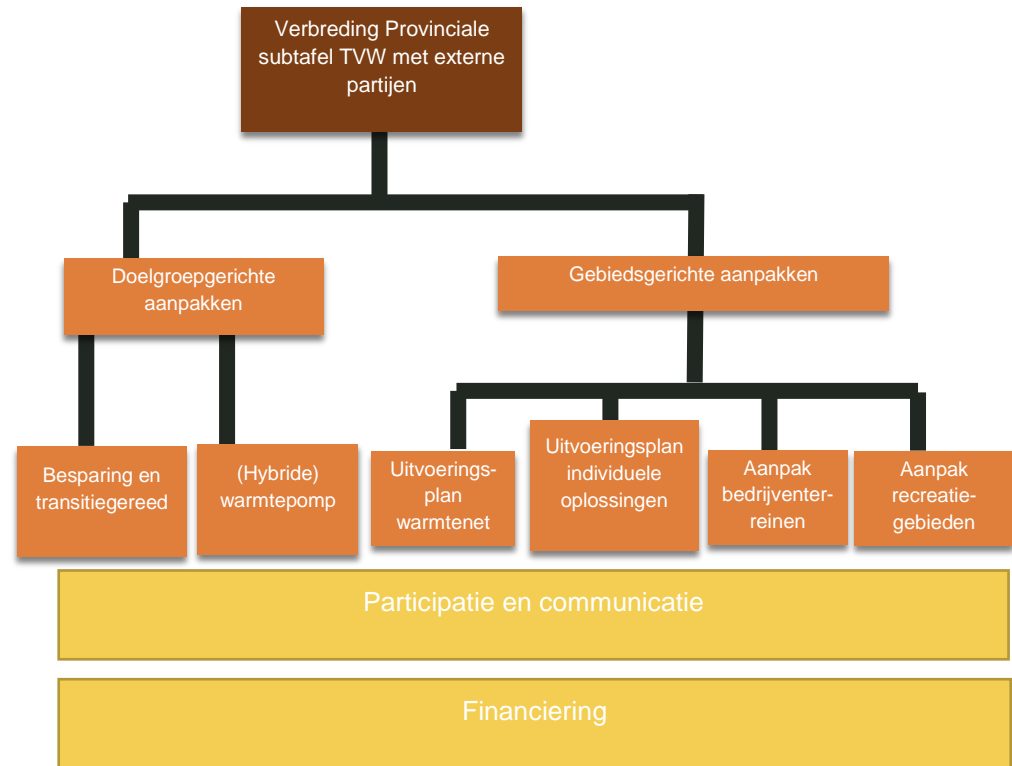 Verbreding Provinciale
subtafel TVW met externe
partijen
Doelgroepgerichte
aanpakken
Gebiedsgerichte aanpakken
Besparing en
transitiegereed
(Hybride)
warmtepomp
Uitvoerings-
plan
warmtenet
Uitvoeringsplan
individuele
oplossingen
Aanpak
bedrijventer-
reinen
Aanpak
recreatie-
gebieden
Participatie en communicatie
Financiering